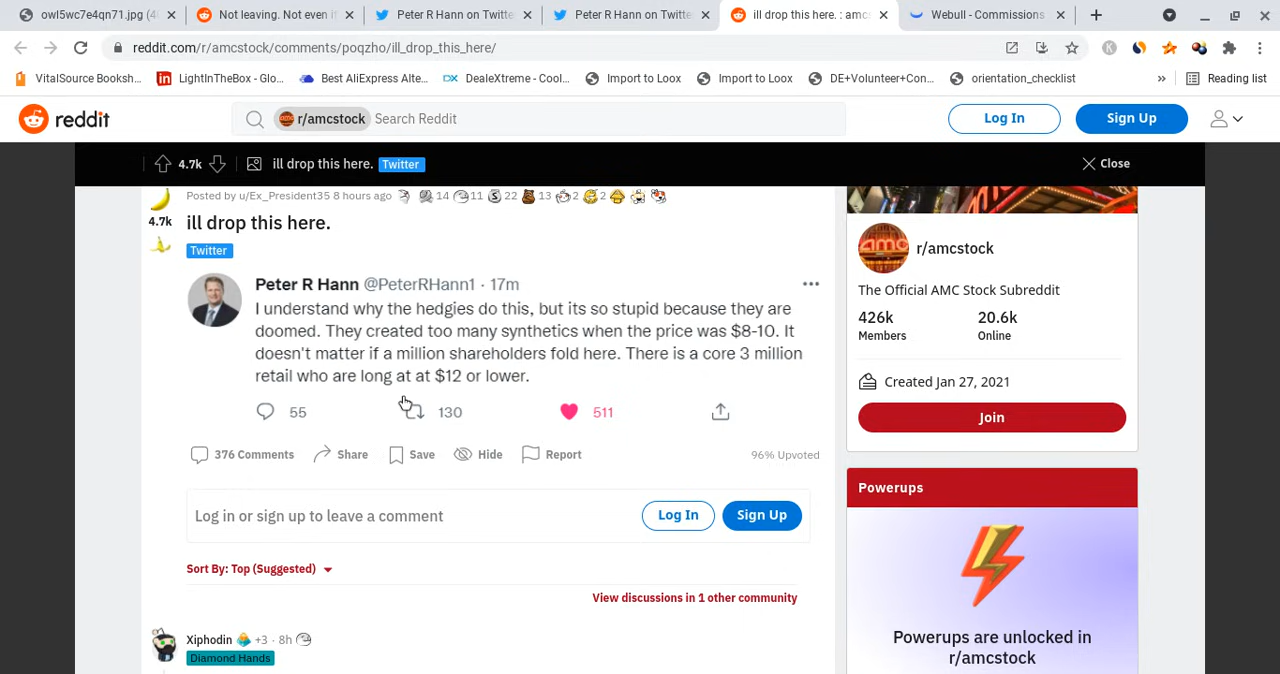 owl5wc7e4qn71.jpg (4
Not leaving. Not even i
Peter R Hann on Twitte
Peter R Hann on Twitte
ill drop this here. : amc
Webull - Commissions
reddit.com/r/amcstock/comments/poqzho/ill_drop_this_here/
VitalSource Booksh...
LightInTheBox - Glo...
Best AliExpress Alte...
DX DealeXtreme - Cool...
Import to Loox
Import to Loox
DE+Volunteer+Con...
orientation_checklist
»
Reading list
reddit
r/amcstock Search Reddit
Log In
Sign Up
4.7k
ill drop this here. Twitter
Close
Posted by u/Ex_President35 8 hours ago 14 11 22 13 2 2
4.7k
ill drop this here.
Twitter
Peter R Hann @PeterRHann1 · 17m
I understand why the hedgies do this, but its so stupid because they are
doomed. They created too many synthetics when the price was $8-10. It
doesn't matter if a million shareholders fold here. There is a core 3 million
retail who are long at at $12 or lower.
55 130 511
376 Comments Share Save Hide Report 96% Upvoted
Log in or sign up to leave a comment Log In Sign Up
Sort By: Top (Suggested)
View discussions in 1 other community
Xiphodin +3 · 8h
Diamond Hands
amc
r/amcstock
The Official AMC Stock Subreddit
426k 20.6k
Members Online
Created Jan 27, 2021
Join
Powerups
Powerups are unlocked in
r/amcstock